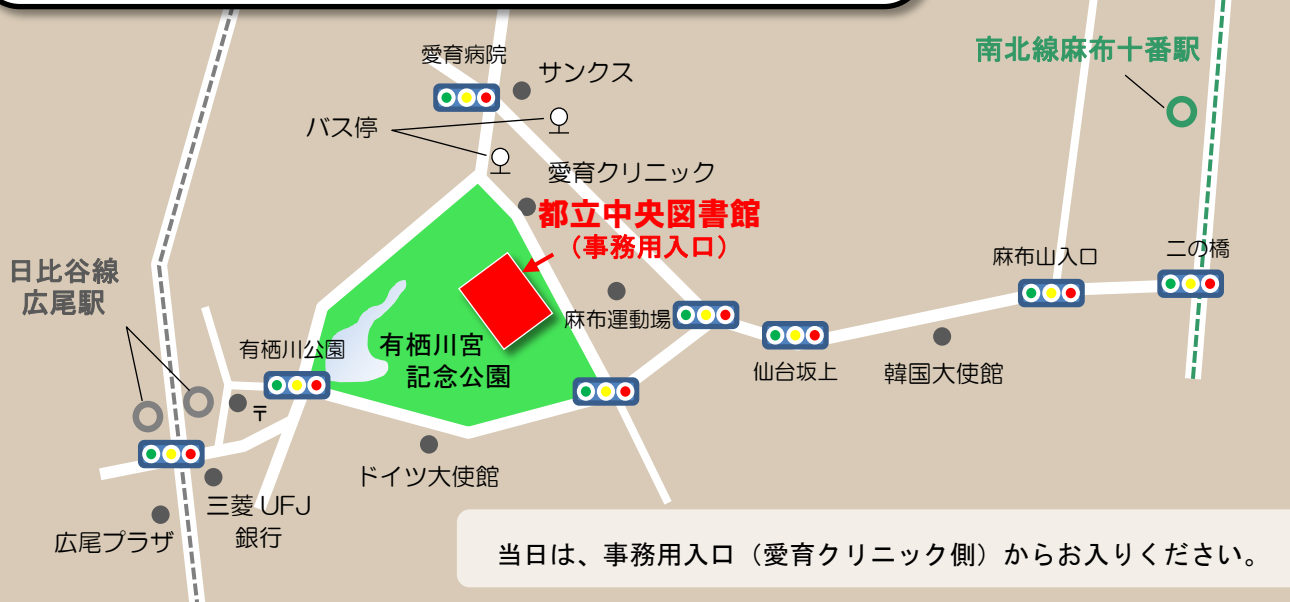 南北線麻布十番駅
愛育病院
サンクス
バス停
愛育クリニック
都立中央図書館
（事務用入口）
二の橋
麻布山入口
日比谷線
広尾駅
麻布運動場
有栖川公園
有栖川宮
記念公園
仙台坂上
韓国大使館
〒
ドイツ大使館
三菱UFJ
銀行
広尾プラザ
当日は、事務用入口（愛育クリニック側）からお入りください。